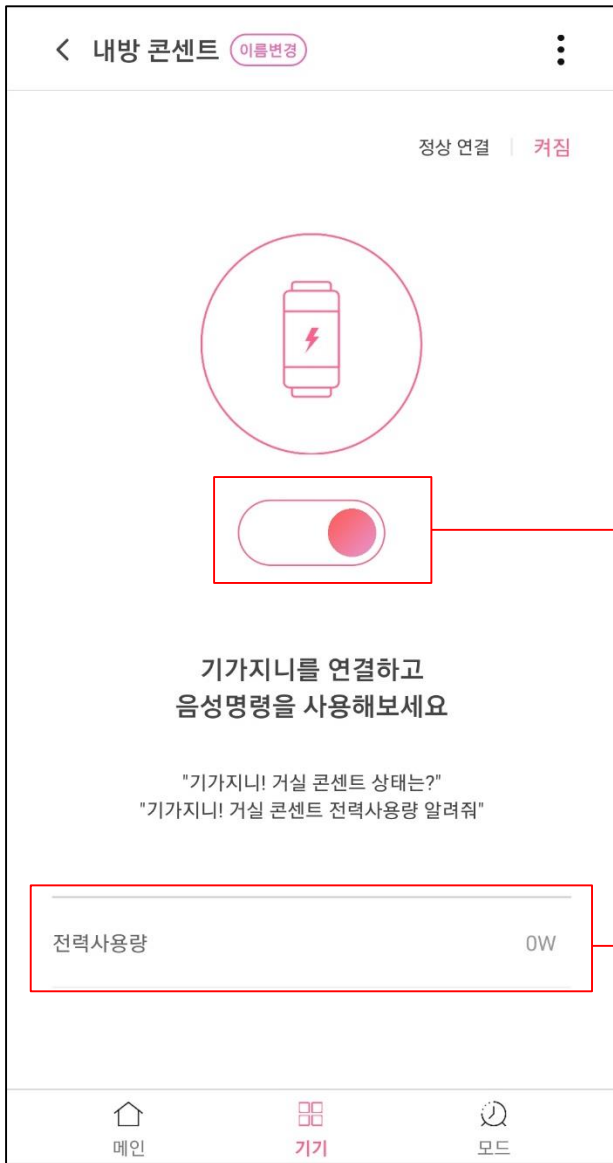 내방 콘센트 이름변경
정상 연결 켜짐
기가지니를 연결하고
음성명령을 사용해보세요
"기가지니! 거실 콘센트 상태는?"
"기가지니! 거실 콘센트 전력사용량 알려줘"
전력사용량 0W
메인 기기 모드